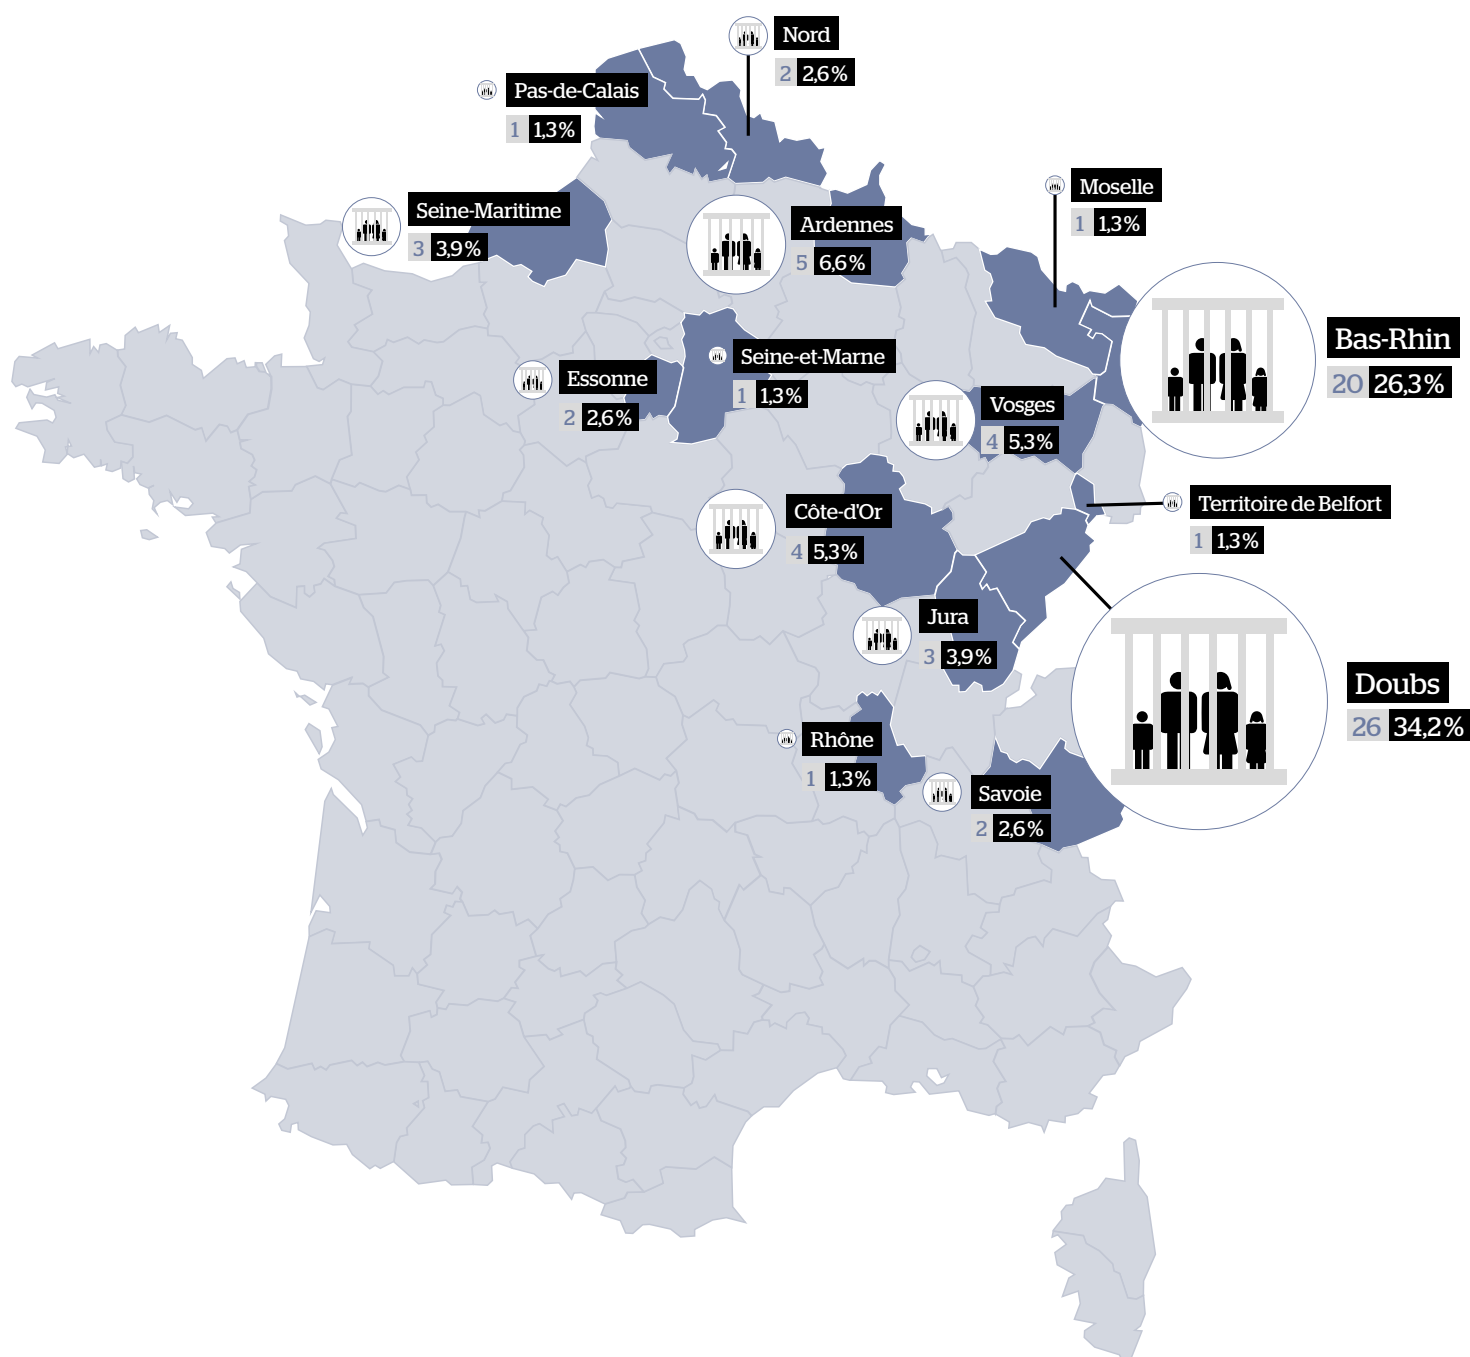 Nord
2 2,6%
Pas-de-Calais
1 1,3%
Moselle
1 1,3%
Seine-Maritime
3 3,9%
Ardennes
5 6,6%
Bas-Rhin
20 26,3%
Seine-et-Marne
1 1,3%
Essonne
2 2,6%
Vosges
4 5,3%
Territoire de Belfort
1 1,3%
Côte-d'Or
4 5,3%
Jura
3 3,9%
Doubs
26 34,2%
Rhône
1 1,3%
Savoie
2 2,6%